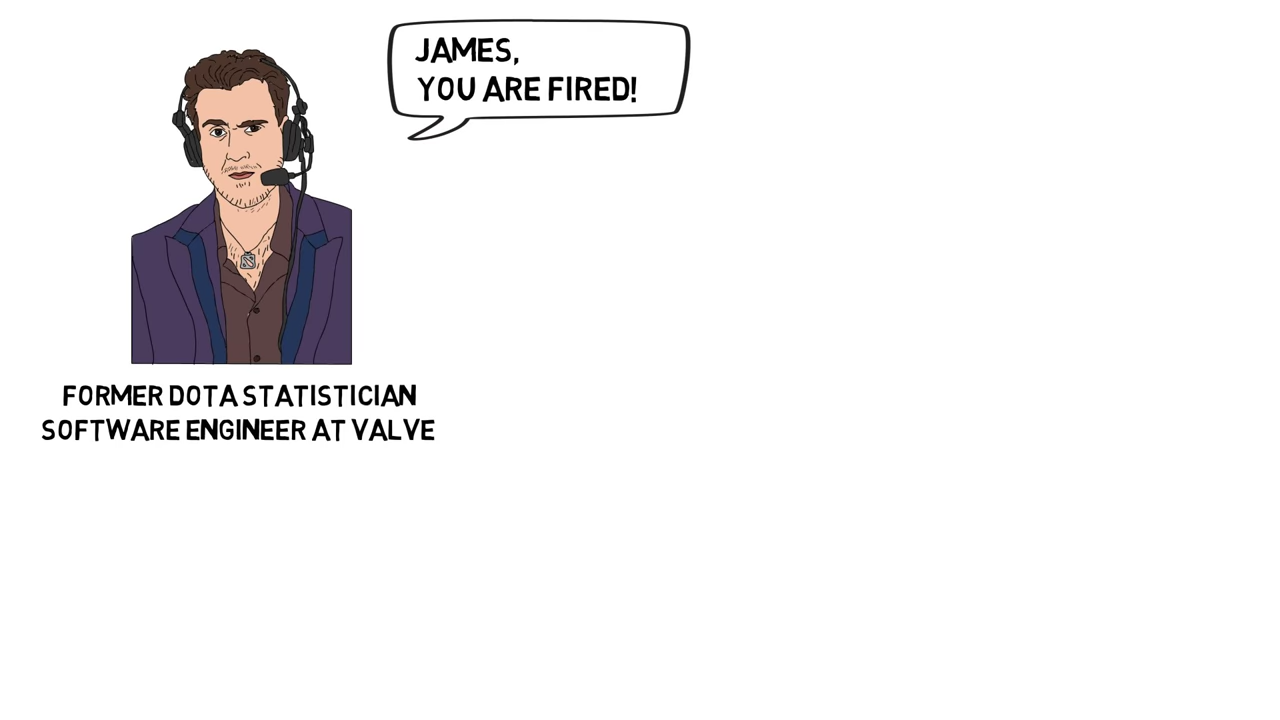 JAMES,
YOU ARE FIRED!
FORMER DOTA STATISTICIAN
SOFTWARE ENGINEER AT VALVE